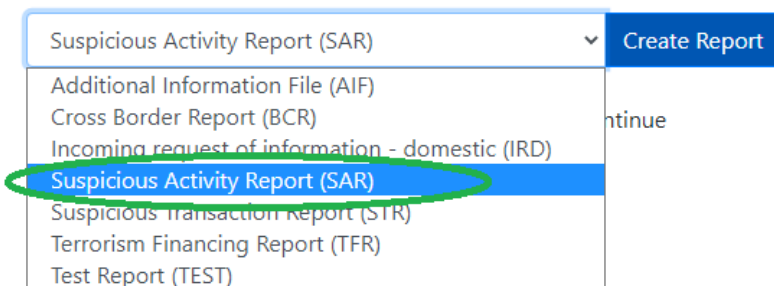 Suspicious Activity Report (SAR) Create Report
Additional Information File (AIF)
Cross Border Report (BCR) ntinue
Incoming request of information - domestic (IRD)
Suspicious Activity Report (SAR)
Suspicious Transaction Report (STR)
Terrorism Financing Report (TFR)
Test Report (TEST)